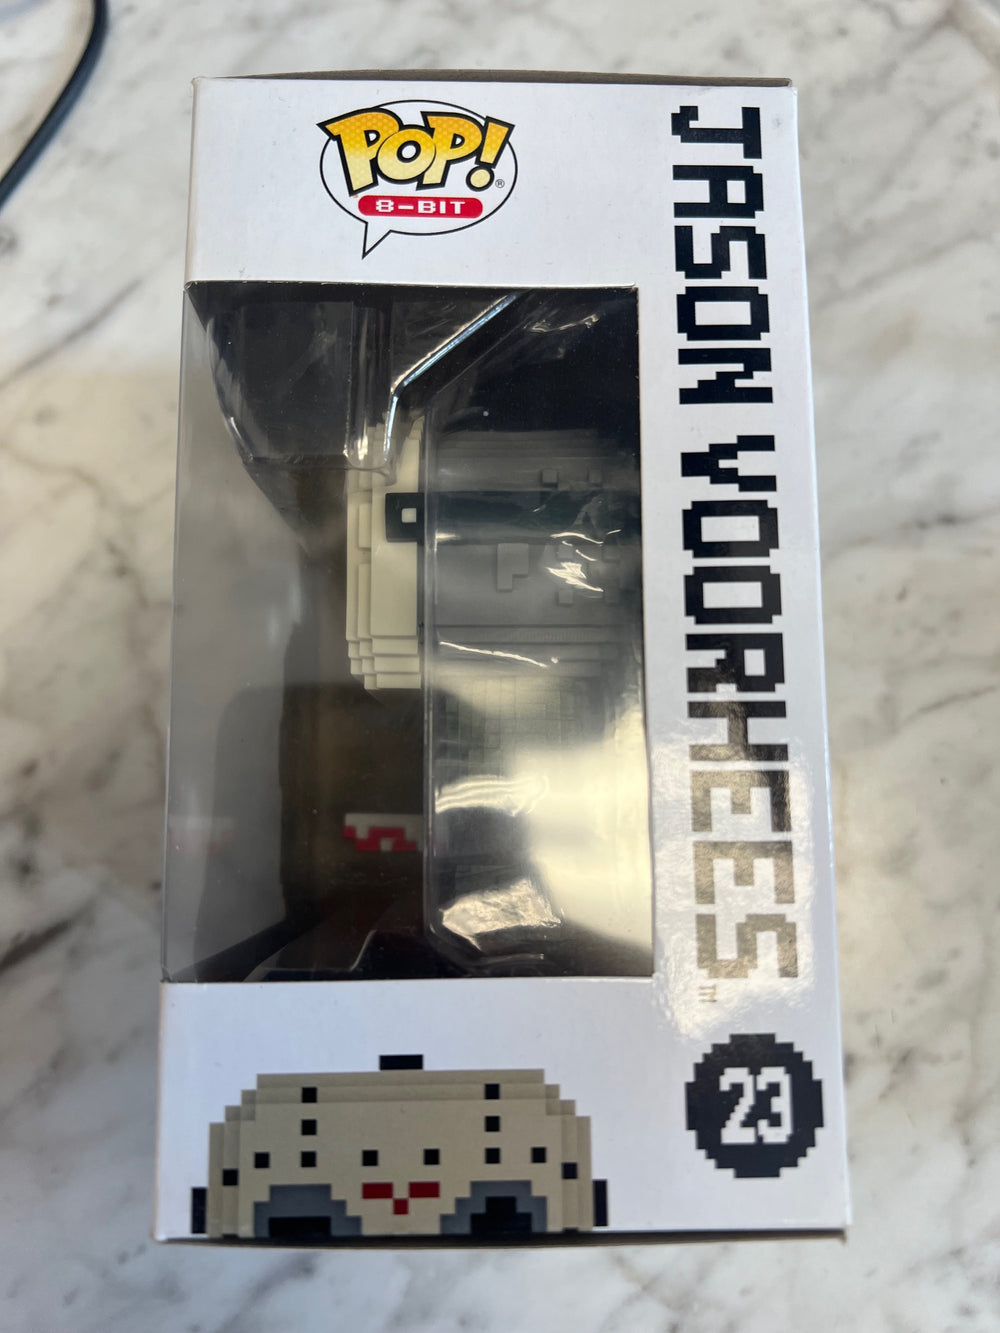 POP!®
8-BIT
JASON VOORHEES™
23